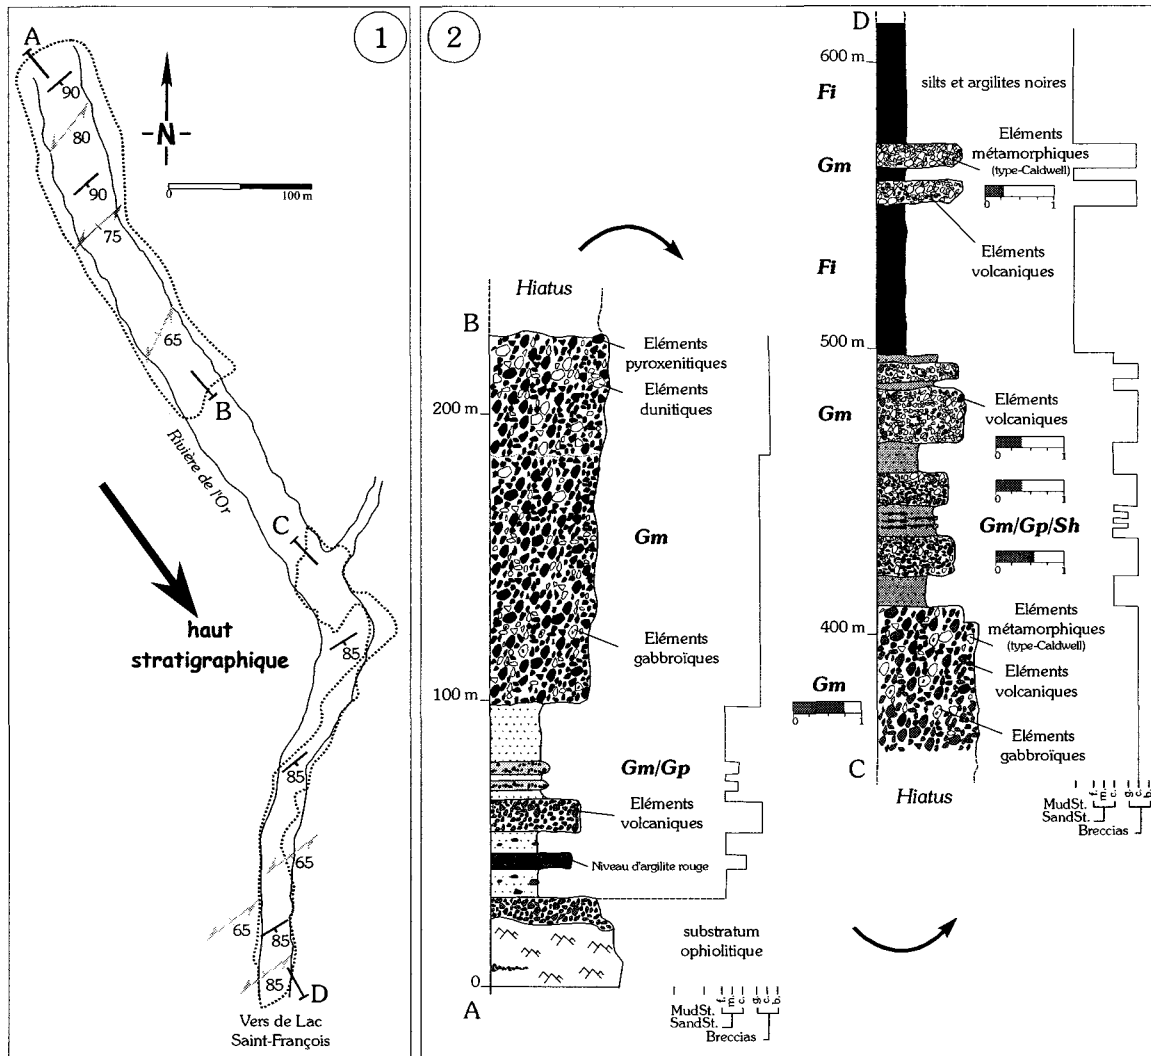 1
A
90
80
90
75
65
B
-N-
0
100 m
Rivière de l'Or
C
haut
stratigraphique
85
85
65
65
85
85
D
Vers de Lac
Saint-François
2
Hiatus
B
Eléments
pyroxenitiques
Eléments
dunitiques
200 m
Gm
Eléments
gabbroïques
100 m
Gm/Gp
Eléments
volcaniques
Niveau d'argilite rouge
substratum
ophiolitique
0
A
f.
m.
c.
g.
c.
b.
MudSt.
SandSt.
Breccias
D
600 m
Fi
silts et argilites noires
Eléments
métamorphiques
(type-Caldwell)
Gm
0
1
Eléments
volcaniques
Fi
500 m
Gm
Eléments
volcaniques
0
1
0
1
Gm/Gp/Sh
0
1
Eléments
métamorphiques
(type-Caldwell)
400 m
Eléments
volcaniques
Gm
0
1
Eléments
gabbroïques
C
Hiatus
f.
m.
c.
g.
c.
b.
MudSt.
SandSt.
Breccias